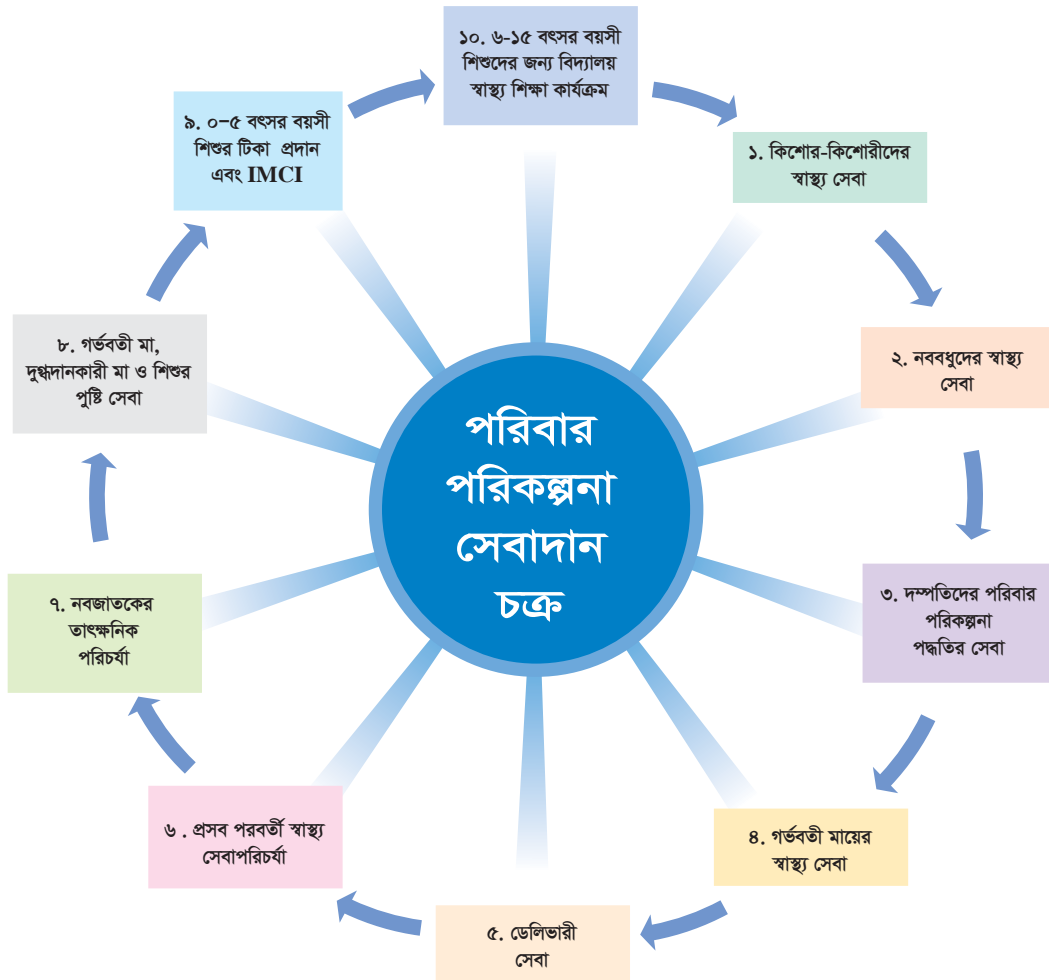 পরিবার
পরিকল্পনা
সেবাদান
চক্র
১. কিশোর-কিশোরীদের
স্বাস্থ্য সেবা
২. নববধুদের স্বাস্থ্য
সেবা
৩. দম্পতিদের পরিবার
পরিকল্পনা
পদ্ধতির সেবা
৪. গর্ভবতী মায়ের
স্বাস্থ্য সেবা
৫. ডেলিভারী
সেবা
৬ . প্রসব পরবর্তী স্বাস্থ্য
সেবাপরিচর্যা
৭. নবজাতকের
তাৎক্ষনিক
পরিচর্যা
৮. গর্ভবতী মা,
দুগ্ধদানকারী মা ও শিশুর
পুষ্টি সেবা
৯. ০–৫ বৎসর বয়সী
শিশুর টিকা প্রদান
এবং IMCI
১০. ৬-১৫ বৎসর বয়সী
শিশুদের জন্য বিদ্যালয়
স্বাস্থ্য শিক্ষা কার্যক্রম